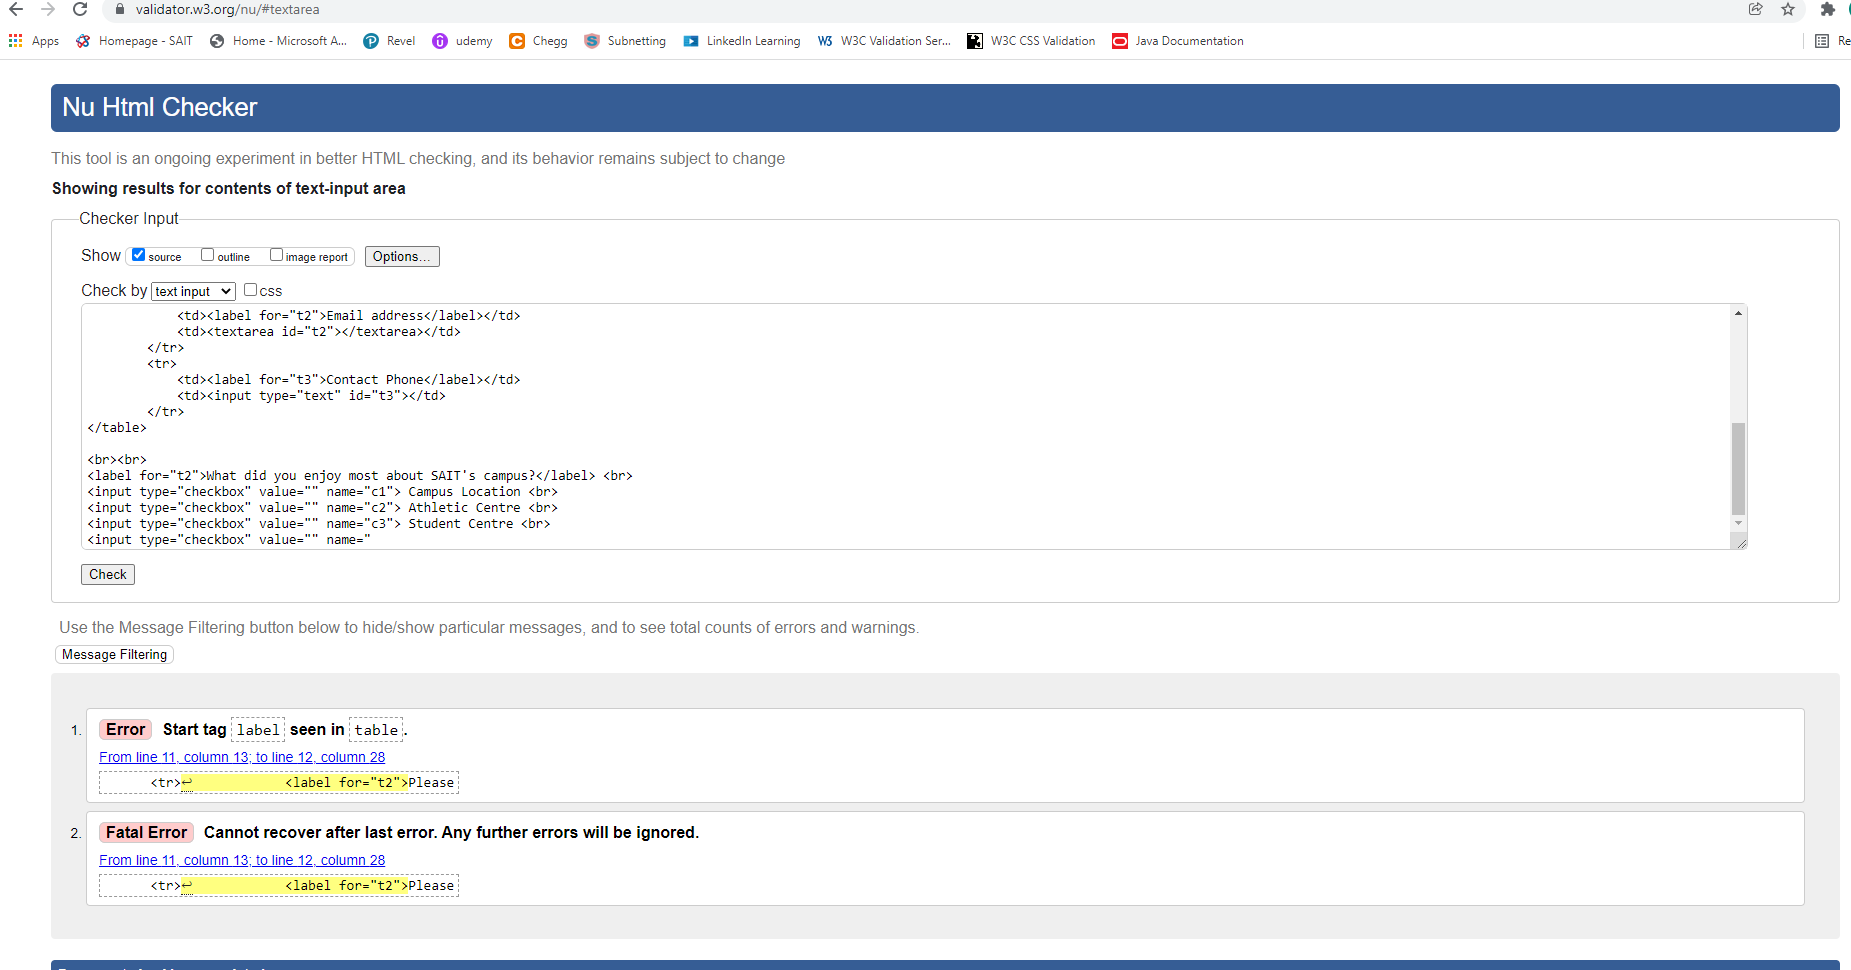 validator.w3.org/nu/#textarea
Apps Homepage - SAIT Home - Microsoft A... Revel udemy Chegg Subnetting LinkedIn Learning W3C Validation Ser... W3C CSS Validation Java Documentation Re
Nu Html Checker
This tool is an ongoing experiment in better HTML checking, and its behavior remains subject to change
Showing results for contents of text-input area
Checker Input
Show source outline image report Options...
Check by text input css
<td><label for="t2">Email address</label></td>
<td><textarea id="t2"></textarea></td>
</tr>
<tr>
<td><label for="t3">Contact Phone</label></td>
<td><input type="text" id="t3"></td>
</tr>
</table>
<br><br>
<label for="t2">What did you enjoy most about SAIT's campus?</label> <br>
<input type="checkbox" value="" name="c1"> Campus Location <br>
<input type="checkbox" value="" name="c2"> Athletic Centre <br>
<input type="checkbox" value="" name="c3"> Student Centre <br>
<input type="checkbox" value="" name="
Check
Use the Message Filtering button below to hide/show particular messages, and to see total counts of errors and warnings.
Message Filtering
1. Error Start tag label seen in table.
From line 11, column 13; to line 12, column 28
<tr>↩ <label for="t2">Please
2. Fatal Error Cannot recover after last error. Any further errors will be ignored.
From line 11, column 13; to line 12, column 28
<tr>↩ <label for="t2">Please